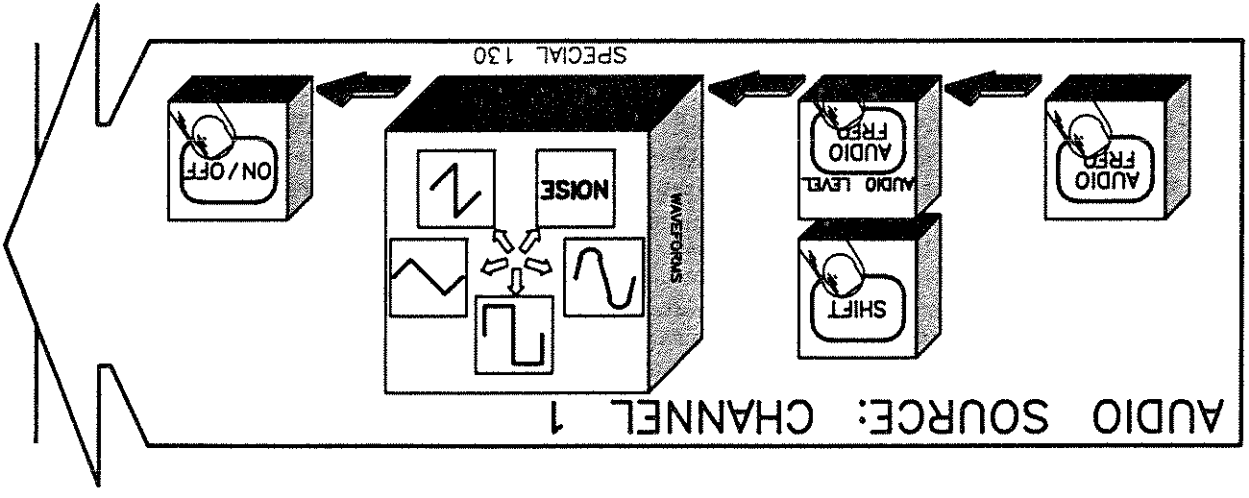 AUDIO SOURCE: CHANNEL 1
AUDIO
FREQ
SHIFT
AUDIO LEVEL
AUDIO
FREQ
WAVEFORMS
NOISE
SPECIAL 130
ON/OFF